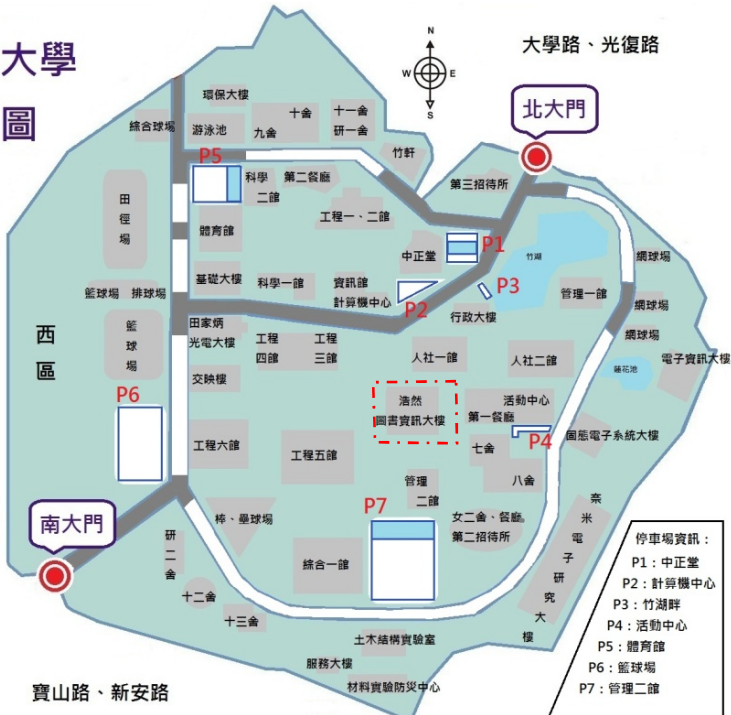 大學
圖
N
W E
S
大學路、光復路
北大門
環保大樓
綜合球場
游泳池
九舍
十舍
十一舍
研一舍
竹軒
P5
科學
二館
第二餐廳
第三招待所
田徑場
體育館
工程一、二館
中正堂
P1
竹湖
網球場
基礎大樓
科學一館
資訊館
計算機中心
P2
P3
管理一館
籃球場 排球場
網球場
行政大樓
西區
籃球場
田家炳
光電大樓
工程
四館
工程
三館
人社一館
人社二館
網球場
蓮花池
電子資訊大樓
交映樓
P6
浩然
圖書資訊大樓
活動中心
第一餐廳
P4
固態電子系統大樓
工程六館
工程五館
七舍
八舍
管理
二館
P7
南大門
棒、壘球場
女二舍、餐廳
第二招待所
奈米電子研究大樓
研二舍
綜合一館
十二舍
十三舍
土木結構實驗室
服務大樓
材料實驗防災中心
寶山路、新安路
停車場資訊：
P1：中正堂
P2：計算機中心
P3：竹湖畔
P4：活動中心
P5：體育館
P6：籃球場
P7：管理二館